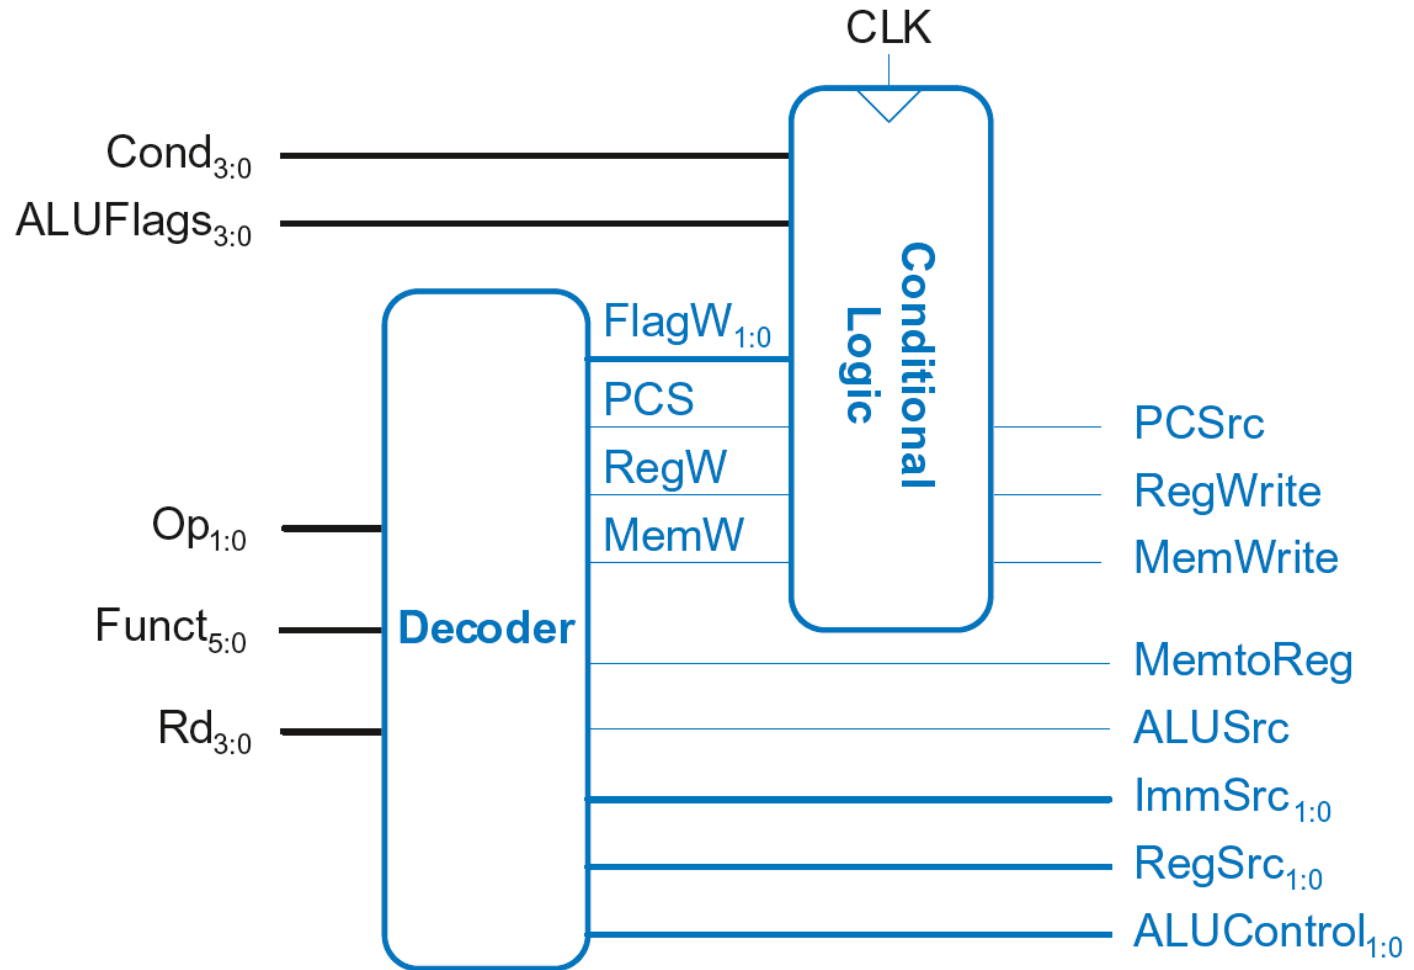 CLK
Cond3:0
ALUFlags3:0
Conditional
Logic
FlagW1:0
PCS
PCSrc
RegW
RegWrite
Op1:0
MemW
MemWrite
Funct5:0
Decoder
MemtoReg
Rd3:0
ALUSrc
ImmSrc1:0
RegSrc1:0
ALUControl1:0